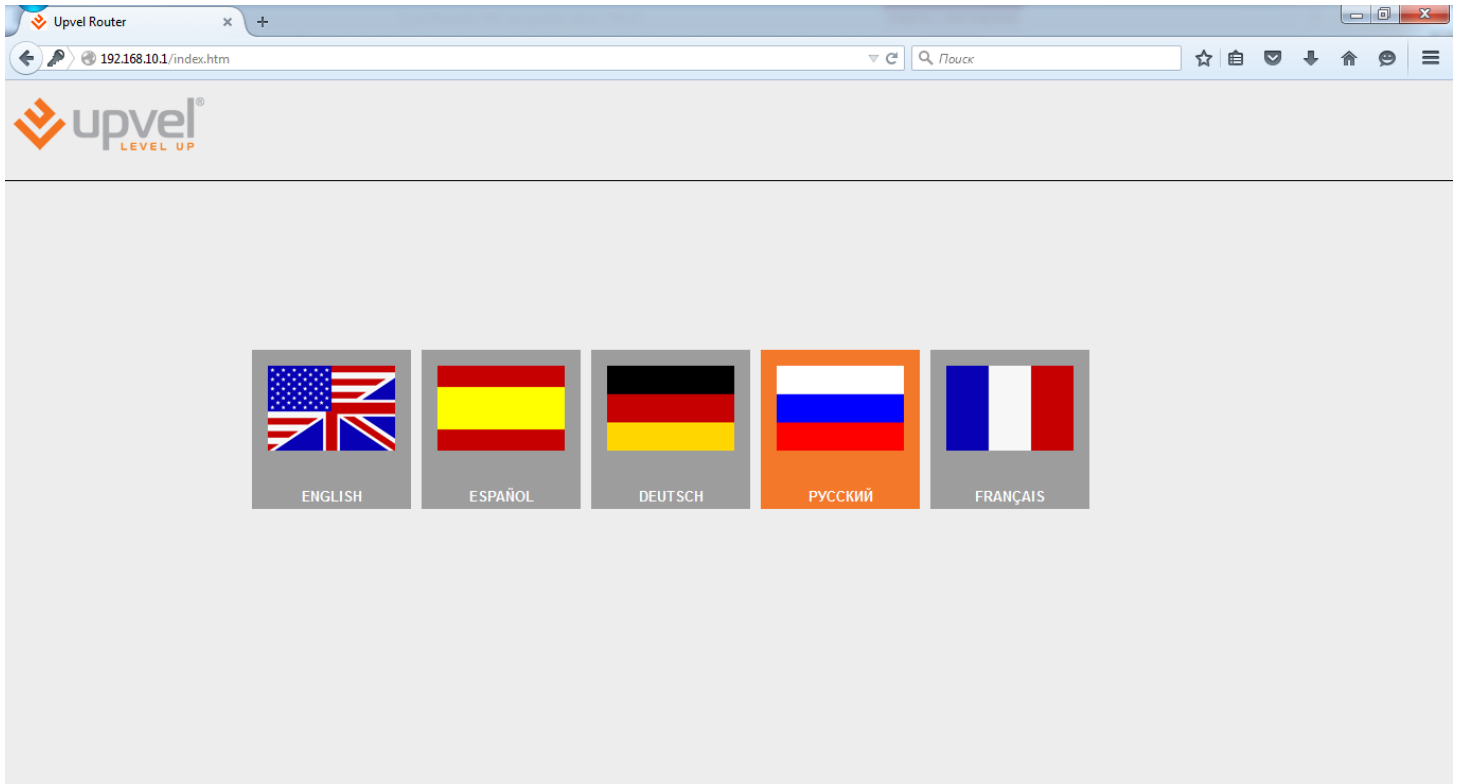 Upvel Router
192.168.10.1/index.htm
Поиск
upvel®
LEVEL UP
ENGLISH ESPAÑOL DEUTSCH РУССКИЙ FRANÇAIS